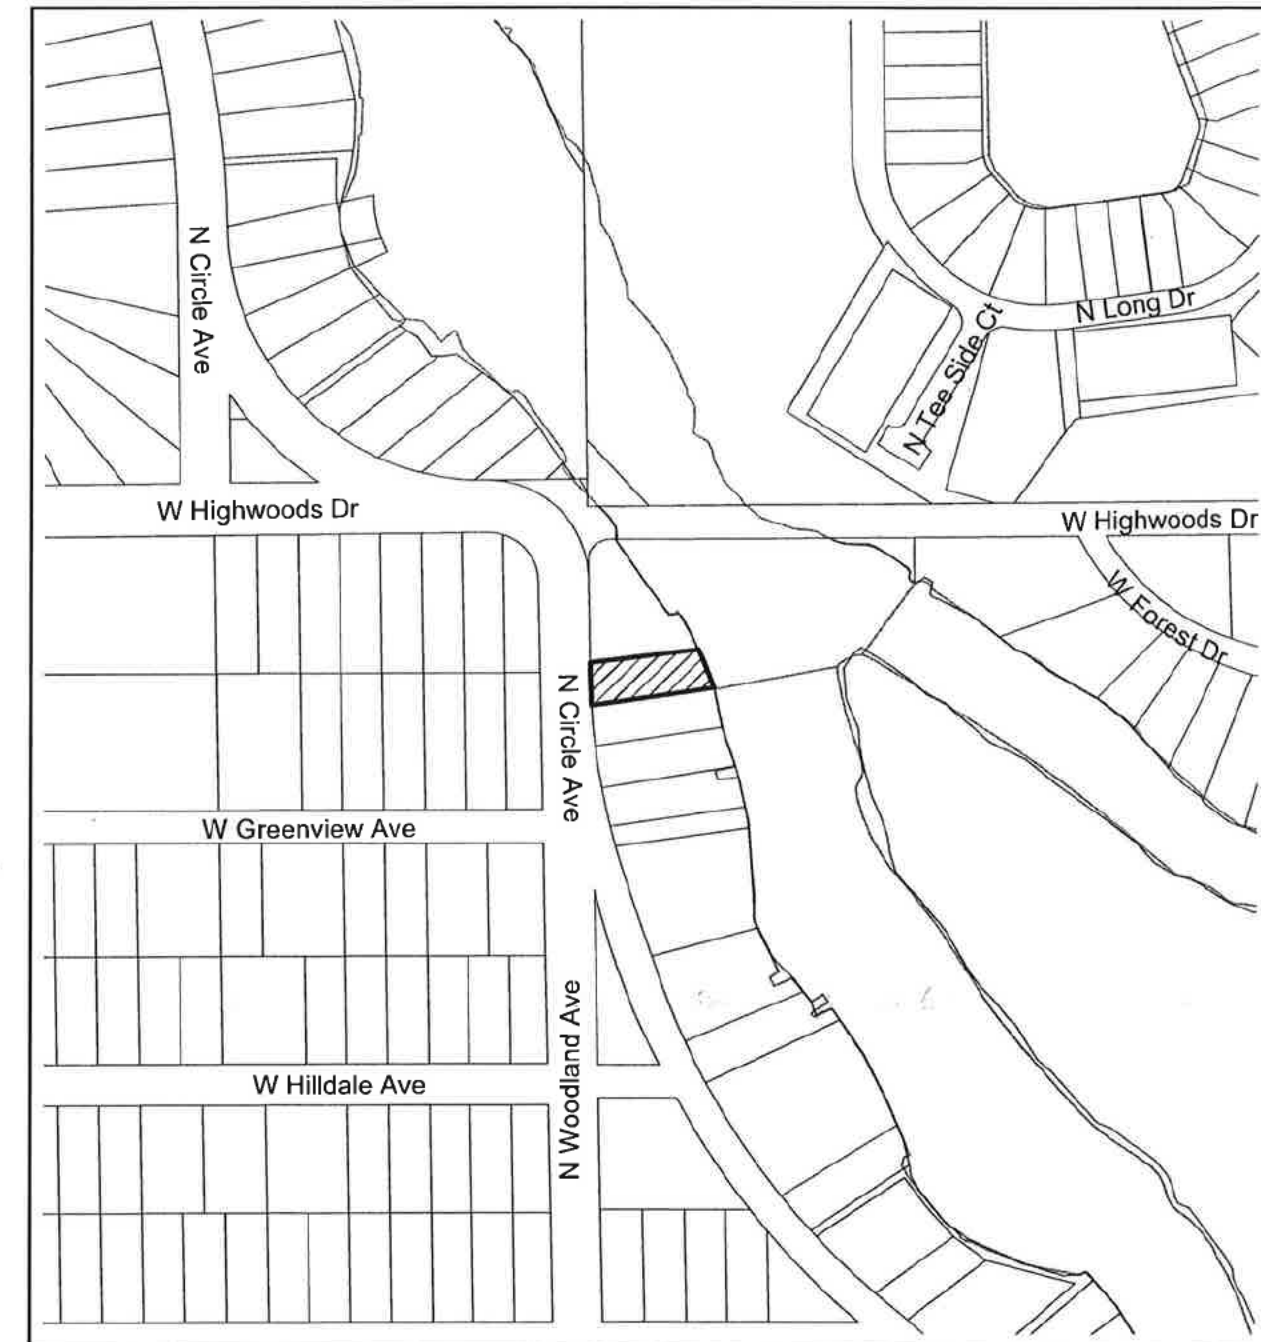 N Circle Ave
N Long Dr
N Tee Side Ct
W Highwoods Dr
W Highwoods Dr
W Forest Dr
N Circle Ave
W Greenview Ave
N Woodland Ave
W Hilldale Ave